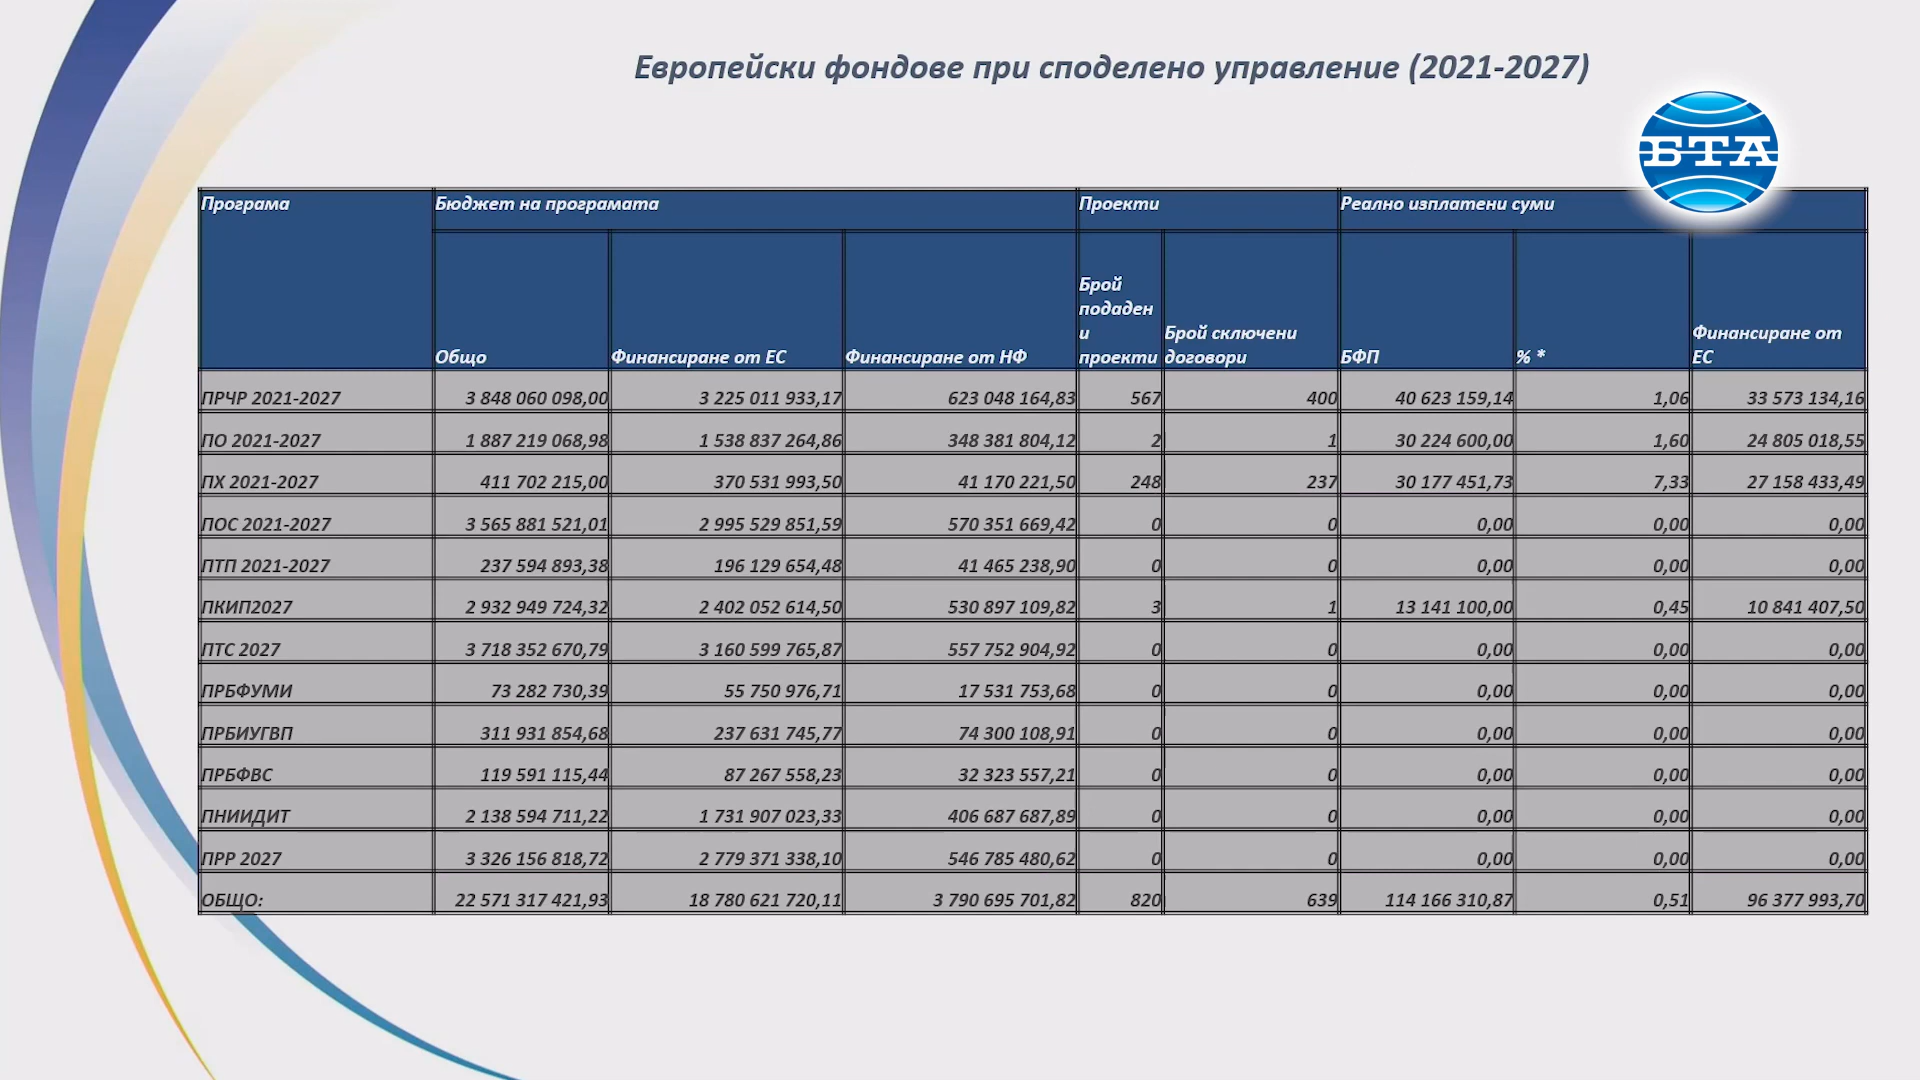 Европейски фондове при споделено управление (2021-2027)
БТА
Програма Бюджет на програмата Проекти Реално изплатени суми
Общо Финансиране от ЕС Финансиране от НФ Брой подаден и проекти Брой сключени договори БФП % * Финансиране от ЕС
ПРЧР 2021-2027 3 848 060 098,00 3 225 011 933,17 623 048 164,83 567 400 40 623 159,14 1,06 33 573 134,16
ПО 2021-2027 1 887 219 068,98 1 538 837 264,86 348 381 804,12 2 1 30 224 600,00 1,60 24 805 018,55
ПХ 2021-2027 411 702 215,00 370 531 993,50 41 170 221,50 248 237 30 177 451,73 7,33 27 158 433,49
ПОС 2021-2027 3 565 881 521,01 2 995 529 851,59 570 351 669,42 0 0 0,00 0,00 0,00
ПТП 2021-2027 237 594 893,38 196 129 654,48 41 465 238,90 0 0 0,00 0,00 0,00
ПКИП2027 2 932 949 724,32 2 402 052 614,50 530 897 109,82 3 1 13 141 100,00 0,45 10 841 407,50
ПТС 2027 3 718 352 670,79 3 160 599 765,87 557 752 904,92 0 0 0,00 0,00 0,00
ПРБФУМИ 73 282 730,39 55 750 976,71 17 531 753,68 0 0 0,00 0,00 0,00
ПРБИУГВП 311 931 854,68 237 631 745,77 74 300 108,91 0 0 0,00 0,00 0,00
ПРБФВС 119 591 115,44 87 267 558,23 32 323 557,21 0 0 0,00 0,00 0,00
ПНИИДИТ 2 138 594 711,22 1 731 907 023,33 406 687 687,89 0 0 0,00 0,00 0,00
ПРР 2027 3 326 156 818,72 2 779 371 338,10 546 785 480,62 0 0 0,00 0,00 0,00
ОБЩО: 22 571 317 421,93 18 780 621 720,11 3 790 695 701,82 820 639 114 166 310,87 0,51 96 377 993,70